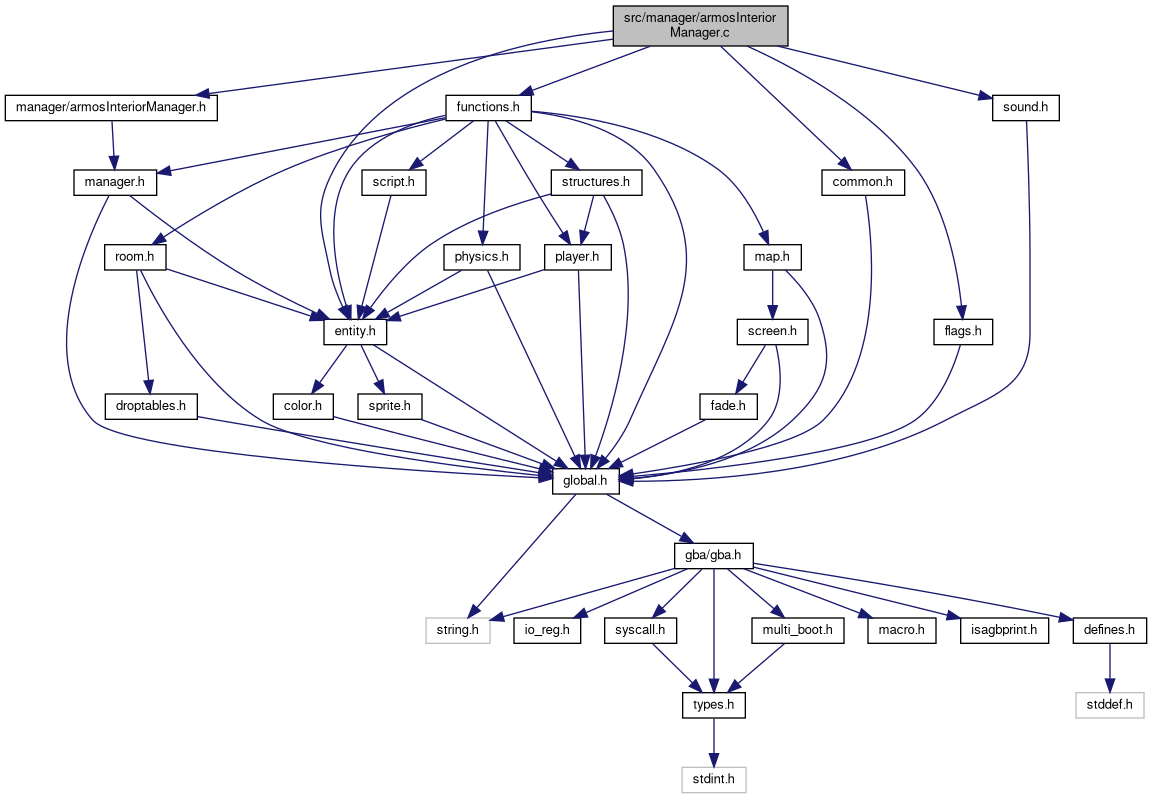 src/manager/armosInterior
Manager.c
manager/armosInteriorManager.h
functions.h
sound.h
manager.h
script.h
structures.h
common.h
room.h
physics.h
player.h
map.h
entity.h
screen.h
flags.h
droptables.h
color.h
sprite.h
fade.h
global.h
gba/gba.h
string.h
io_reg.h
syscall.h
multi_boot.h
macro.h
isagbprint.h
defines.h
types.h
stddef.h
stdint.h